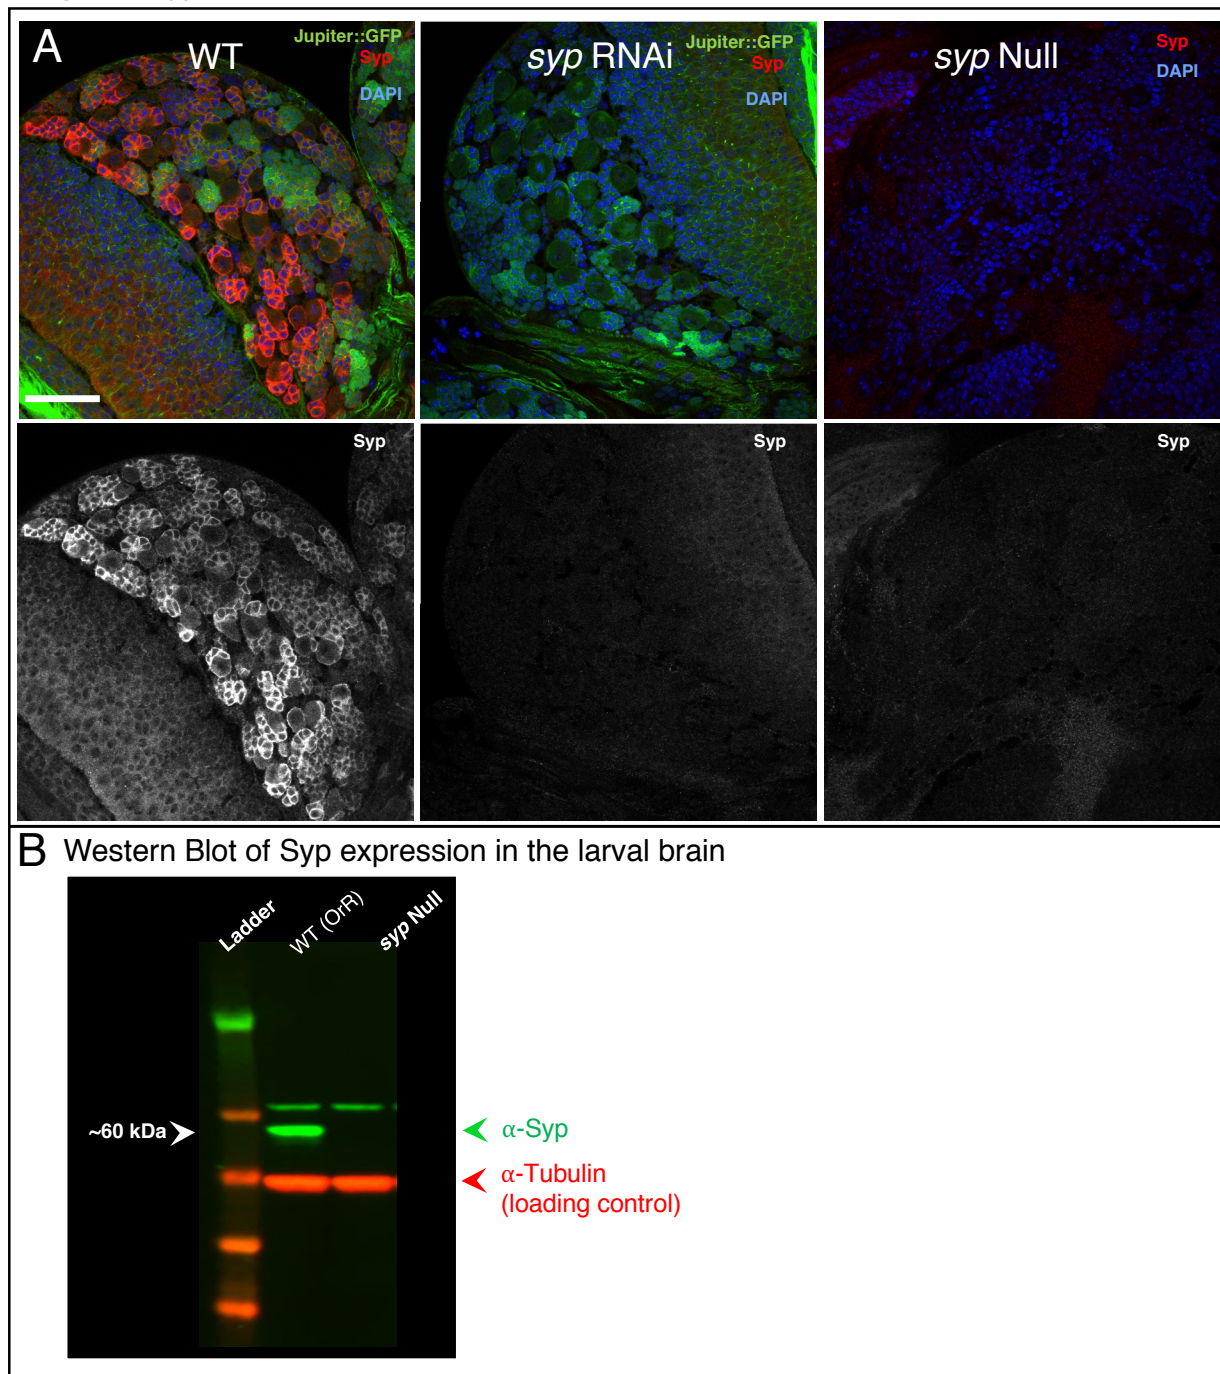 A
WT
Jupiter::GFP
Syp
DAPI
syp RNAi
Jupiter::GFP
Syp
DAPI
syp Null
Syp
DAPI
Syp
Syp
Syp
B Western Blot of Syp expression in the larval brain
Ladder
WT (OrR)
syp Null
~60 kDa
α-Syp
α-Tubulin
(loading control)